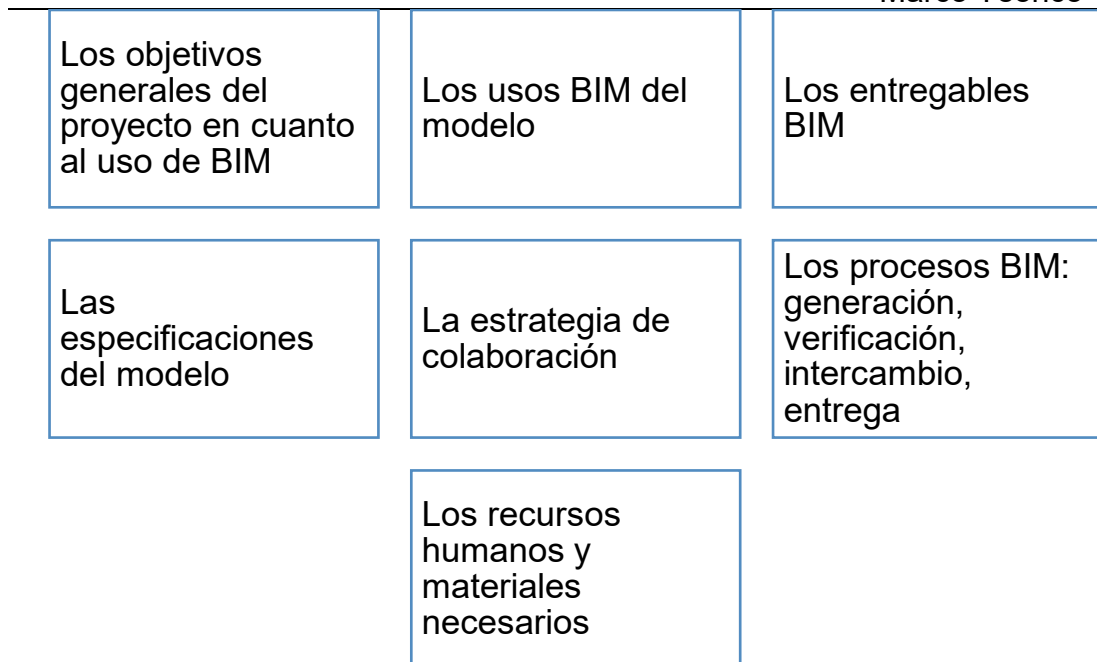 Los objetivos
generales del
proyecto en cuanto
al uso de BIM
Los usos BIM del
modelo
Los entregables
BIM
Las
especificaciones
del modelo
La estrategia de
colaboración
Los procesos BIM:
generación,
verificación,
intercambio,
entrega
Los recursos
humanos y
materiales
necesarios